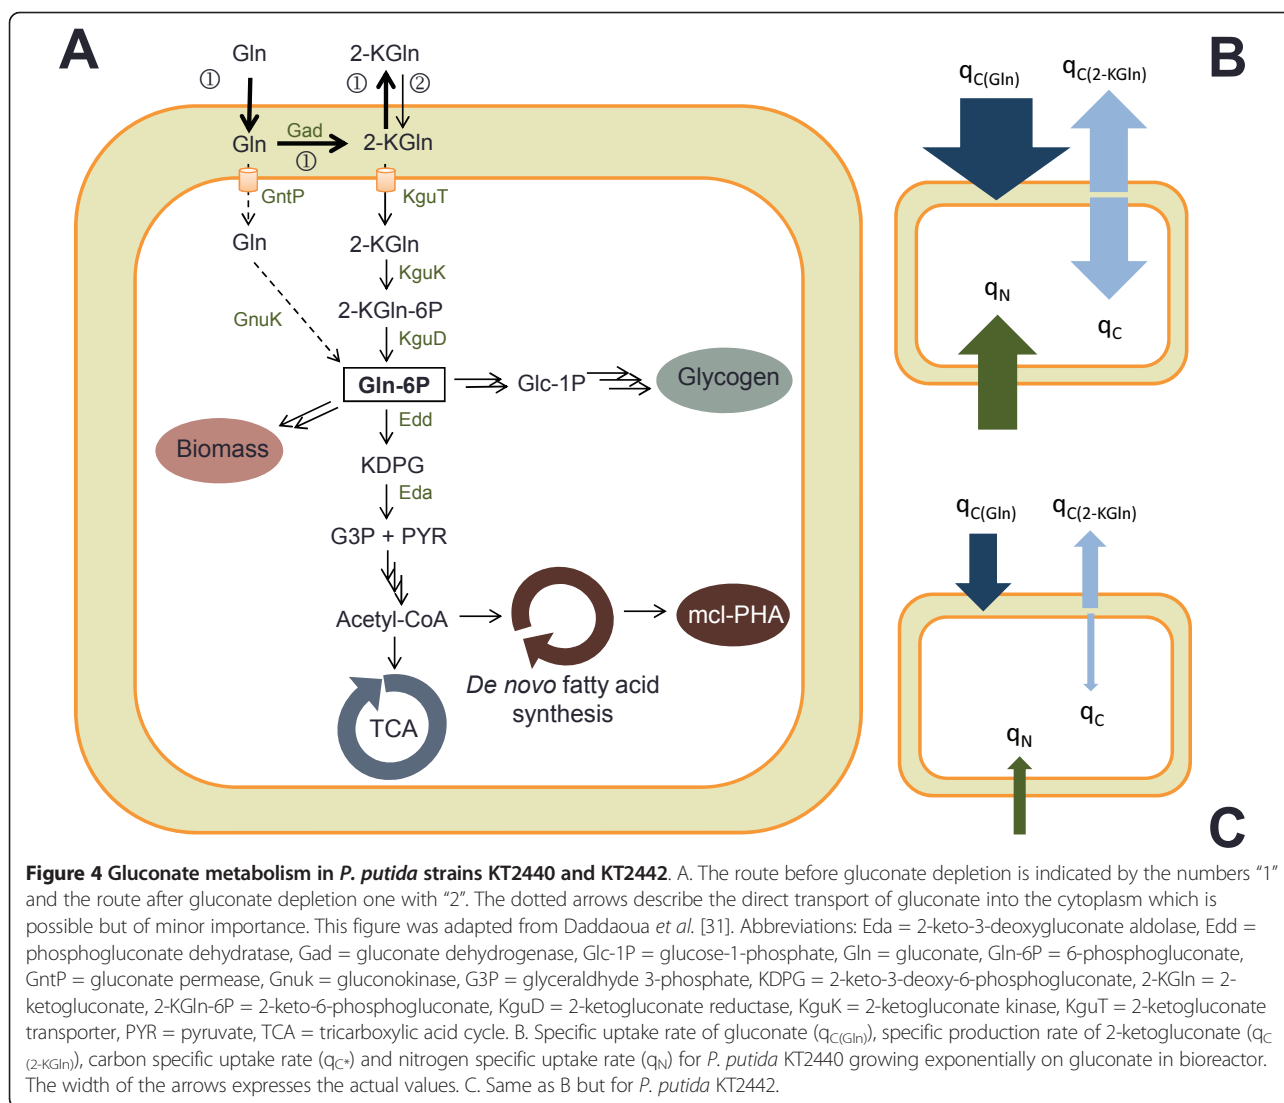 A
Gln
2-KGln
①
①
②
Gln
Gad
①
2-KGln
GntP
KguT
Gln
2-KGln
KguK
GnuK
2-KGln-6P
KguD
Gln-6P
Glc-1P
Glycogen
Biomass
Edd
KDPG
Eda
G3P + PYR
Acetyl-CoA
mcl-PHA
De novo fatty acid
synthesis
TCA
B
qC(Gln)
qC(2-KGln)
qN
qC
qC(Gln)
qC(2-KGln)
qC
qN
C
Figure 4 Gluconate metabolism in P. putida strains KT2440 and KT2442. A. The route before gluconate depletion is indicated by the numbers “1”
and the route after gluconate depletion one with “2”. The dotted arrows describe the direct transport of gluconate into the cytoplasm which is
possible but of minor importance. This figure was adapted from Daddaoua et al. [31]. Abbreviations: Eda = 2-keto-3-deoxygluconate aldolase, Edd =
phosphogluconate dehydratase, Gad = gluconate dehydrogenase, Glc-1P = glucose-1-phosphate, Gln = gluconate, Gln-6P = 6-phosphogluconate,
GntP = gluconate permease, Gnuk = gluconokinase, G3P = glyceraldhyde 3-phosphate, KDPG = 2-keto-3-deoxy-6-phosphogluconate, 2-KGln = 2-
ketogluconate, 2-KGln-6P = 2-keto-6-phosphogluconate, KguD = 2-ketogluconate reductase, KguK = 2-ketogluconate kinase, KguT = 2-ketogluconate
transporter, PYR = pyruvate, TCA = tricarboxylic acid cycle. B. Specific uptake rate of gluconate (qC(Gln)), specific production rate of 2-ketogluconate (qC
(2-KGln)), carbon specific uptake rate (qC*) and nitrogen specific uptake rate (qN) for P. putida KT2440 growing exponentially on gluconate in bioreactor.
The width of the arrows expresses the actual values. C. Same as B but for P. putida KT2442.